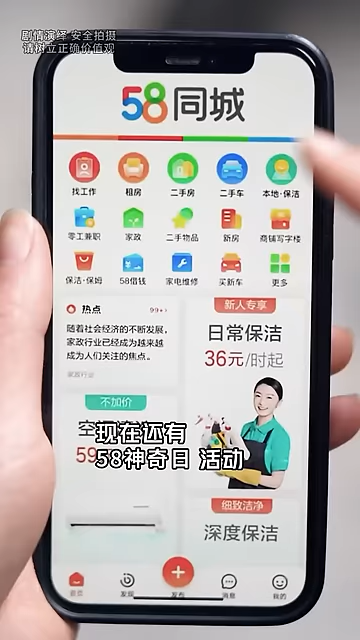 剧情演绎 安全拍摄
请树立正确价值观
58同城
找工作 租房 二手房 二手车 本地·保洁
零工兼职 家政 二手物品 新房 商铺写字楼
保洁·保姆 58借钱 家电维修 买新车 更多
热点 99+
随着社会经济的不断发展，
家政行业已经成为越来越
成为人们关注的焦点。
家政行业
新人专享
日常保洁
36元/时起
不加价
空
59
现在还有
58神奇日 活动
细致洁净
深度保洁
首页 发现 发布 消息 我的